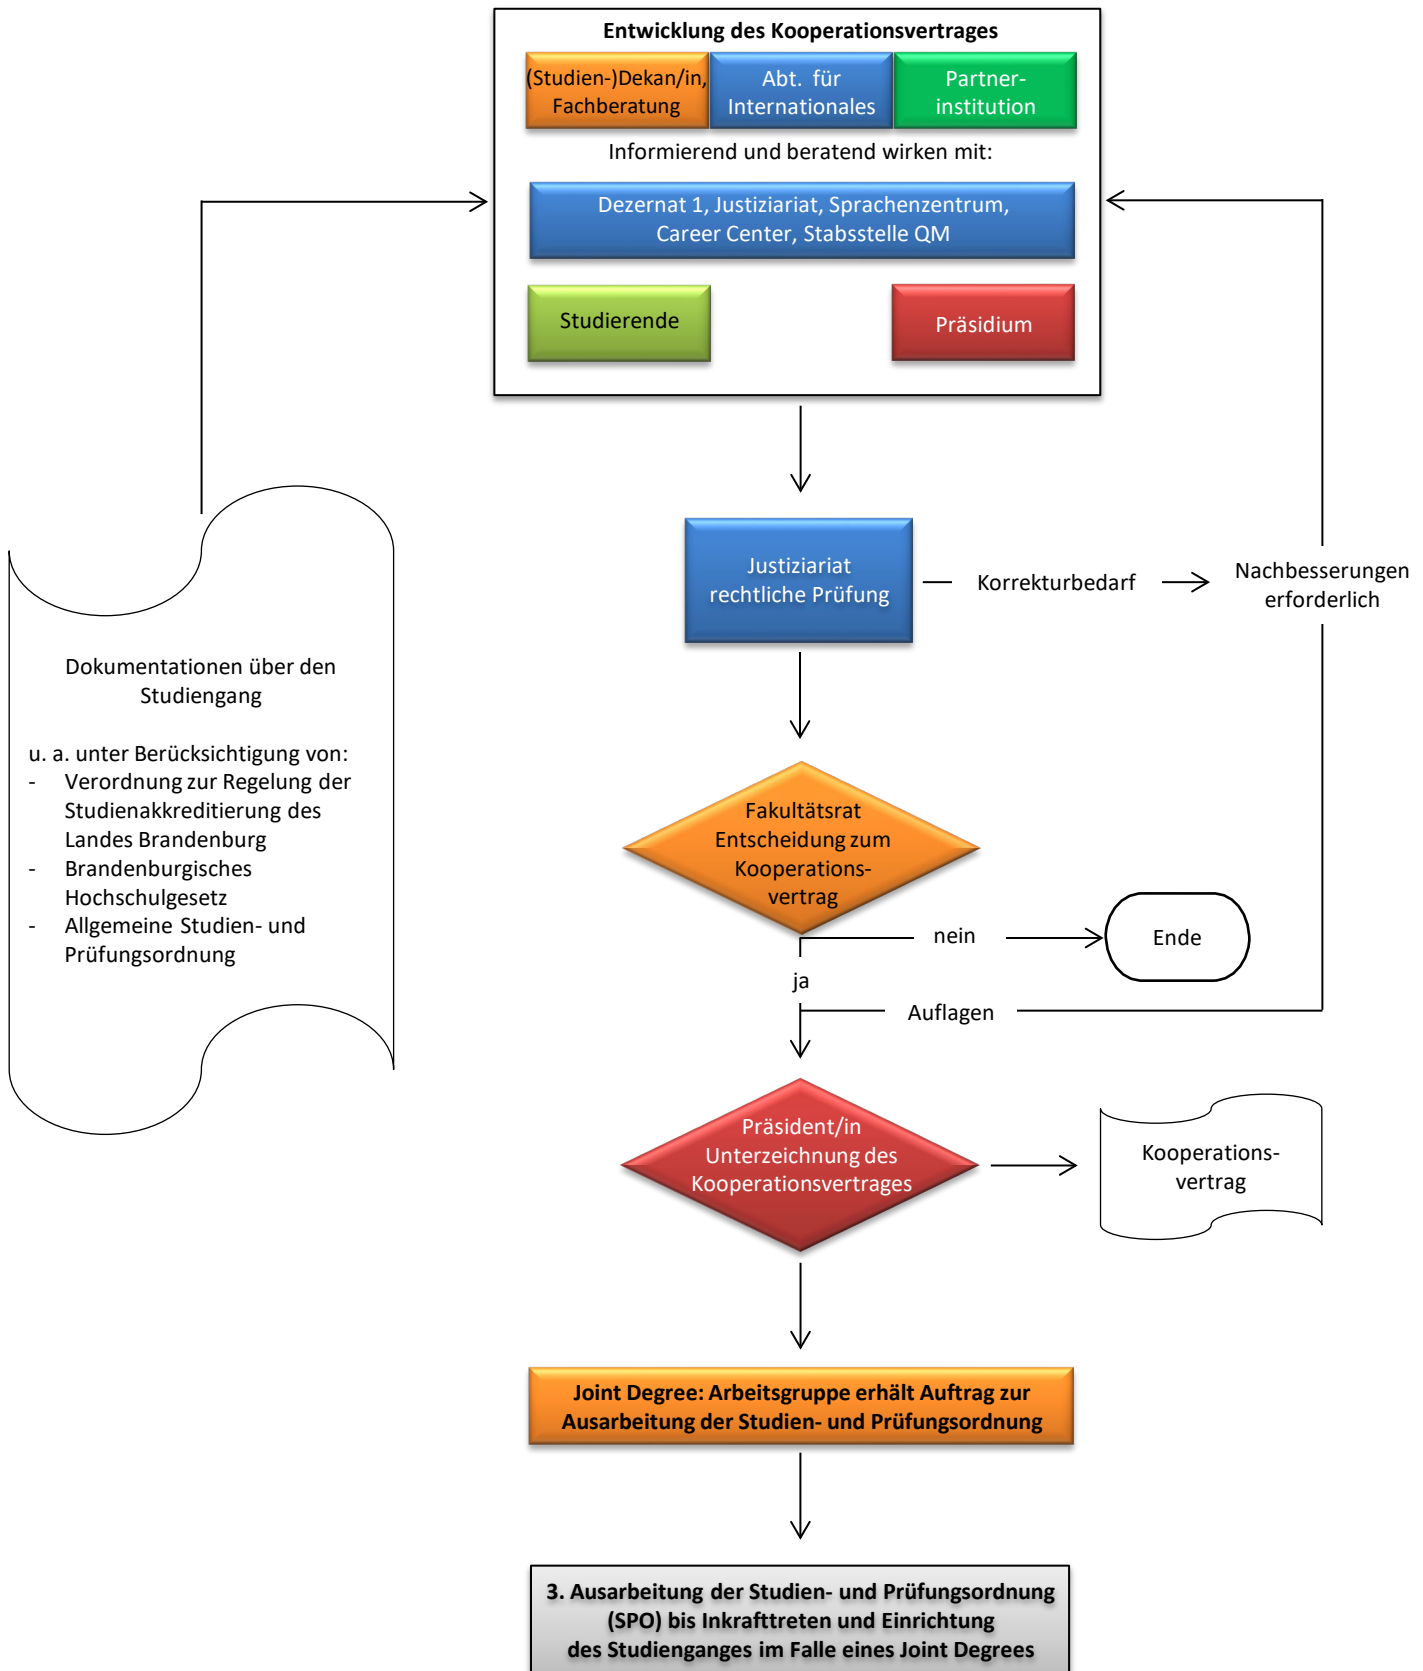 Entwicklung des Kooperationsvertrages
(Studien-)Dekan/in,
Fachberatung
Abt. für
Internationales
Partner-
institution
Informierend und beratend wirken mit:
Dezernat 1, Justiziariat, Sprachenzentrum,
Career Center, Stabsstelle QM
Studierende
Präsidium
Justiziariat
rechtliche Prüfung
Korrekturbedarf
Nachbesserungen
erforderlich
Dokumentationen über den
Studiengang
u. a. unter Berücksichtigung von:
- Verordnung zur Regelung der
Studienakkreditierung des
Landes Brandenburg
- Brandenburgisches
Hochschulgesetz
- Allgemeine Studien- und
Prüfungsordnung
Fakultätsrat
Entscheidung zum
Kooperations-
vertrag
nein
Ende
ja
Auflagen
Präsident/in
Unterzeichnung des
Kooperationsvertrages
Kooperations-
vertrag
Joint Degree: Arbeitsgruppe erhält Auftrag zur
Ausarbeitung der Studien- und Prüfungsordnung
3. Ausarbeitung der Studien- und Prüfungsordnung
(SPO) bis Inkrafttreten und Einrichtung
des Studienganges im Falle eines Joint Degrees